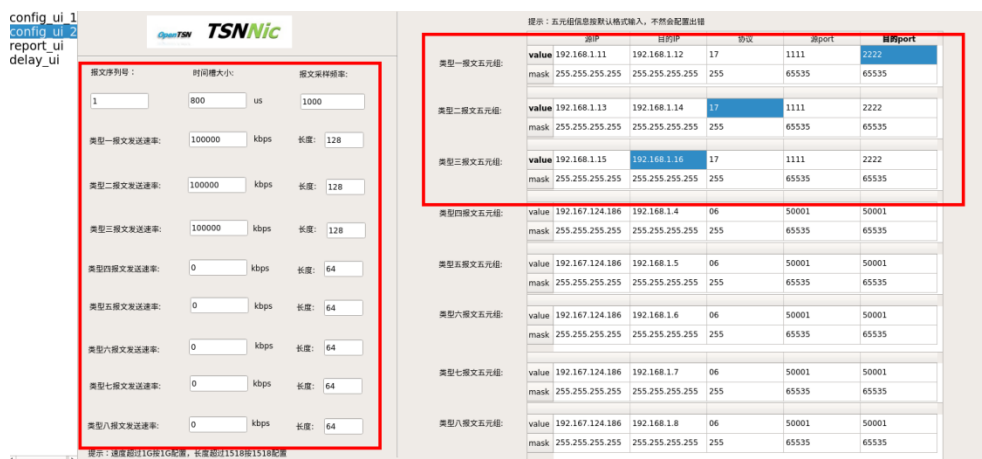 config_ui_1
config_ui_2
report_ui
delay_ui
OpenTSN TSNNic
报文序列号： 时间槽大小: 报文采样频率:
1 800 us 1000
类型一报文发送速率: 100000 kbps 长度: 128
类型二报文发送速率: 100000 kbps 长度: 128
类型三报文发送速率: 100000 kbps 长度: 128
类型四报文发送速率: 0 kbps 长度: 64
类型五报文发送速率: 0 kbps 长度: 64
类型六报文发送速率: 0 kbps 长度: 64
类型七报文发送速率: 0 kbps 长度: 64
类型八报文发送速率: 0 kbps 长度: 64
提示：速度超过1G按1G配置，长度超过1518按1518配置
提示：五元组信息按默认格式输入，不然会配置出错
源IP 目的IP 协议 源port 目的port
类型一报文五元组:
value 192.168.1.11 192.168.1.12 17 1111 2222
mask 255.255.255.255 255.255.255.255 255 65535 65535
类型二报文五元组:
value 192.168.1.13 192.168.1.14 17 1111 2222
mask 255.255.255.255 255.255.255.255 255 65535 65535
类型三报文五元组:
value 192.168.1.15 192.168.1.16 17 1111 2222
mask 255.255.255.255 255.255.255.255 255 65535 65535
类型四报文五元组:
value 192.167.124.186 192.168.1.4 06 50001 50001
mask 255.255.255.255 255.255.255.255 255 65535 65535
类型五报文五元组:
value 192.167.124.186 192.168.1.5 06 50001 50001
mask 255.255.255.255 255.255.255.255 255 65535 65535
类型六报文五元组:
value 192.167.124.186 192.168.1.6 06 50001 50001
mask 255.255.255.255 255.255.255.255 255 65535 65535
类型七报文五元组:
value 192.167.124.186 192.168.1.7 06 50001 50001
mask 255.255.255.255 255.255.255.255 255 65535 65535
类型八报文五元组:
value 192.167.124.186 192.168.1.8 06 50001 50001
mask 255.255.255.255 255.255.255.255 255 65535 65535